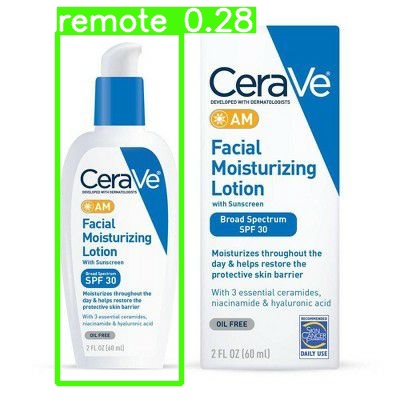 remote 0.28
CeraVe
DEVELOPED WITH DERMATOLOGISTS
AM
Facial
Moisturizing
Lotion
With Sunscreen
Broad Spectrum
SPF 30
Moisturizes throughout the
day & helps restore the
protective skin barrier
With 3 essential ceramides,
niacinamide & hyaluronic acid
OIL FREE
2 FL OZ (60 ml)
CeraVe
DEVELOPED WITH DERMATOLOGISTS
AM
Facial
Moisturizing
Lotion
with Sunscreen
Broad Spectrum
SPF 30
Moisturizes throughout the
day & helps restore the
protective skin barrier
With 3 essential ceramides,
niacinamide & hyaluronic acid
OIL FREE
2 FL OZ (60 ml)
RECOMMENDED
SKIN
CANCER
DAILY USE